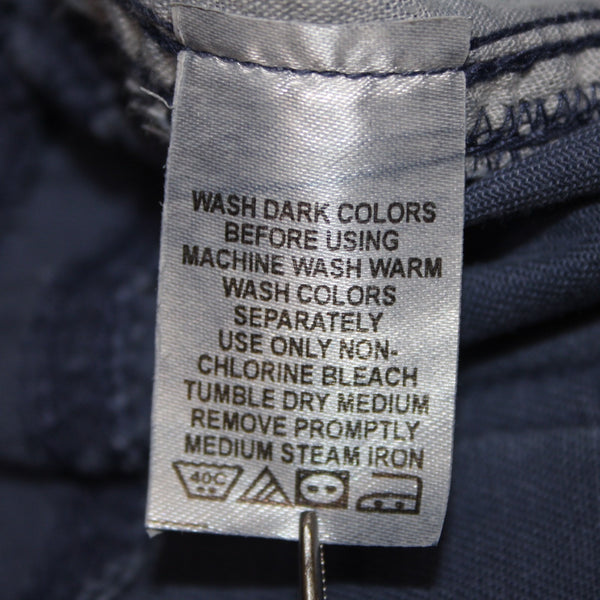 WASH DARK COLORS
BEFORE USING
MACHINE WASH WARM
WASH COLORS
SEPARATELY
USE ONLY NON-
CHLORINE BLEACH
TUMBLE DRY MEDIUM
REMOVE PROMPTLY
MEDIUM STEAM IRON
40C